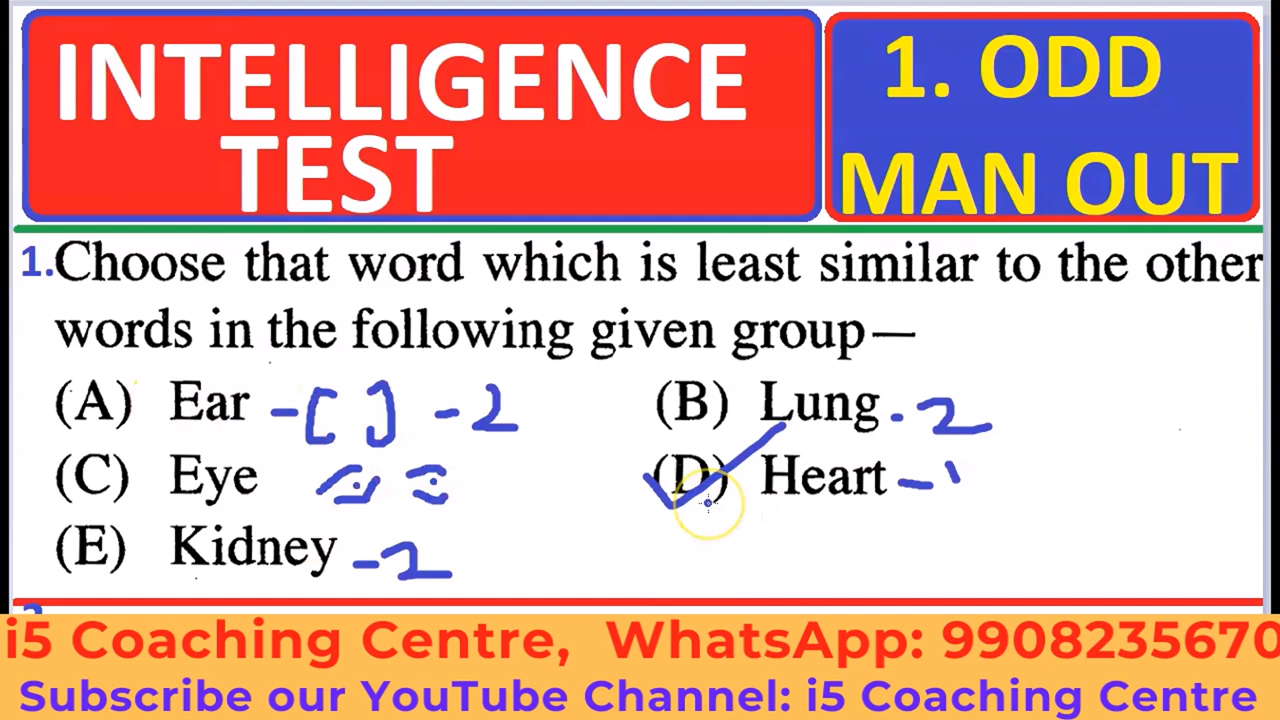 INTELLIGENCE
TEST
1. ODD
MAN OUT
1. Choose that word which is least similar to the other
words in the following given group—
(A) Ear - [ ] - 2
(B) Lung - 2
(C) Eye
(D) Heart - 1
(E) Kidney - 2
i5 Coaching Centre, WhatsApp: 9908235670
Subscribe our YouTube Channel: i5 Coaching Centre